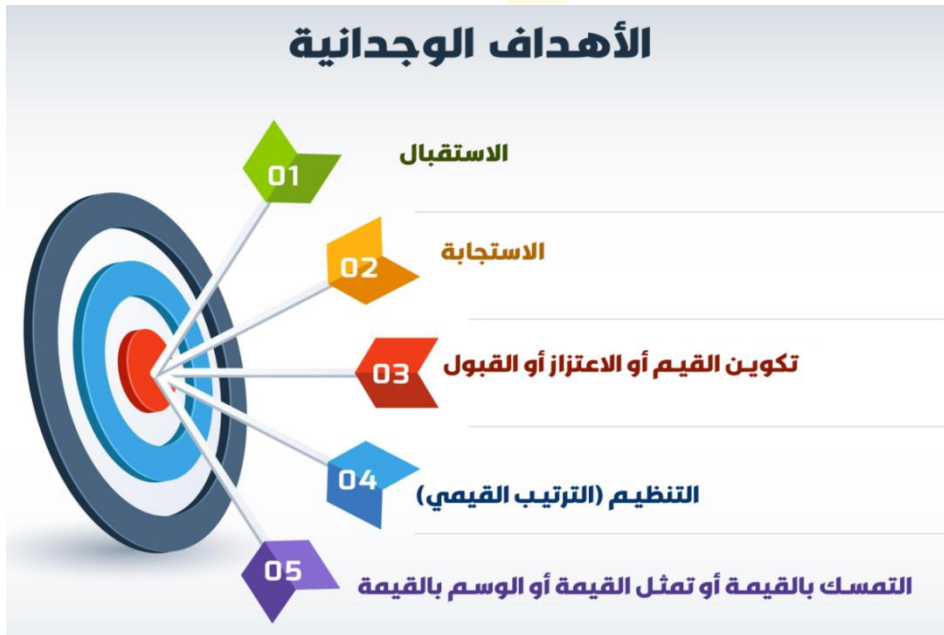 الأهداف الوجدانية
01
الاستقبال
02
الاستجابة
03
تكوين القيم أو الاعتزاز أو القبول
04
التنظيم (الترتيب القيمي)
05
التمسك بالقيمة أو تمثل القيمة أو الوسم بالقيمة